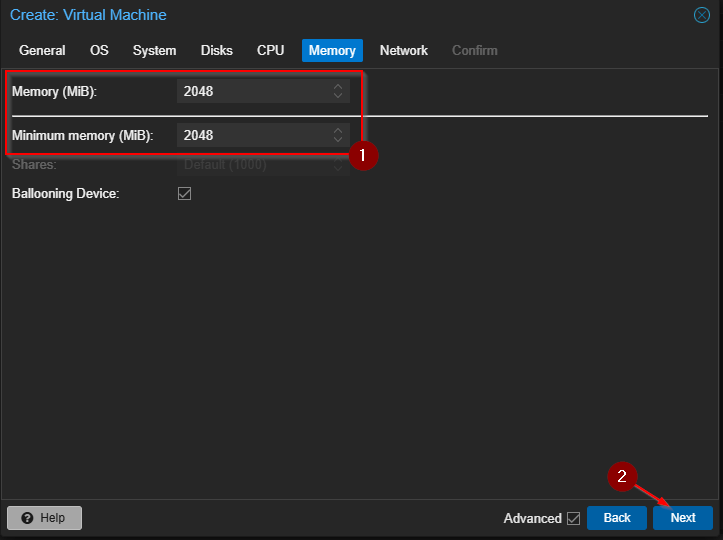 Create: Virtual Machine
General OS System Disks CPU Memory Network Confirm
Memory (MiB): 2048
Minimum memory (MiB): 2048
1
Shares: Default (1000)
Ballooning Device:
2
Help Advanced Back Next